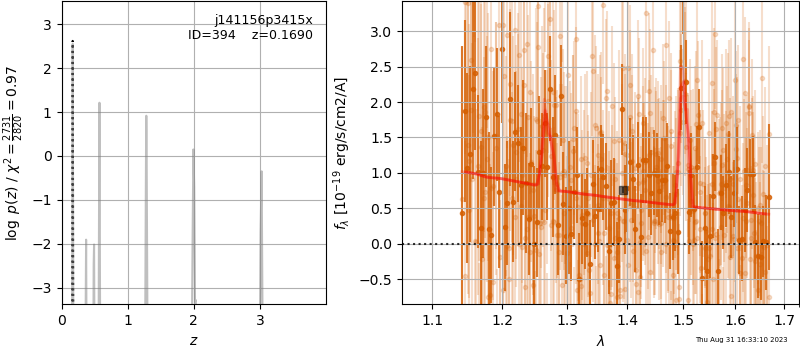 j141156p3415x
ID=394 z=0.1690
log p(z) / χ² = 2731/2820 = 0.97
3
2
1
0
−1
−2
−3
0 1 2 3
z
f_λ [10⁻¹⁹ erg/s/cm2/A]
3.0
2.5
2.0
1.5
1.0
0.5
0.0
−0.5
1.1 1.2 1.3 1.4 1.5 1.6 1.7
λ
Thu Aug 31 16:33:10 2023